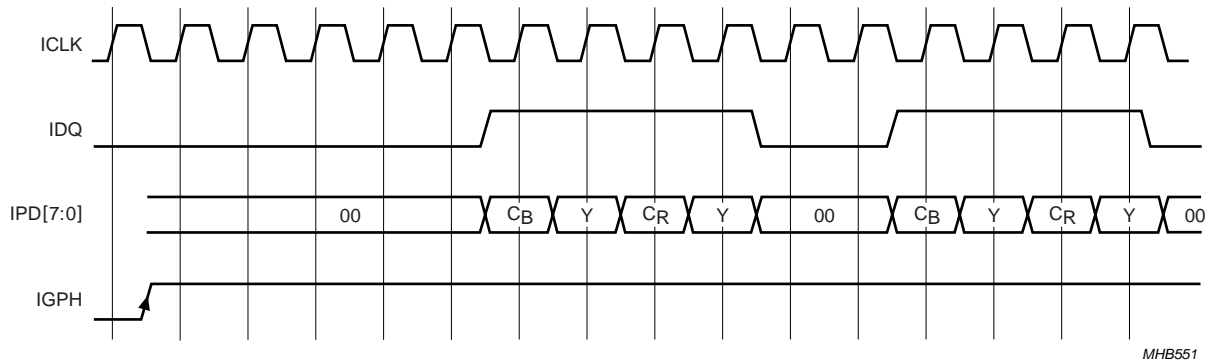 ICLK
IDQ
IPD[7:0] 00 CB Y CR Y 00 CB Y CR Y 00
IGPH
MHB551